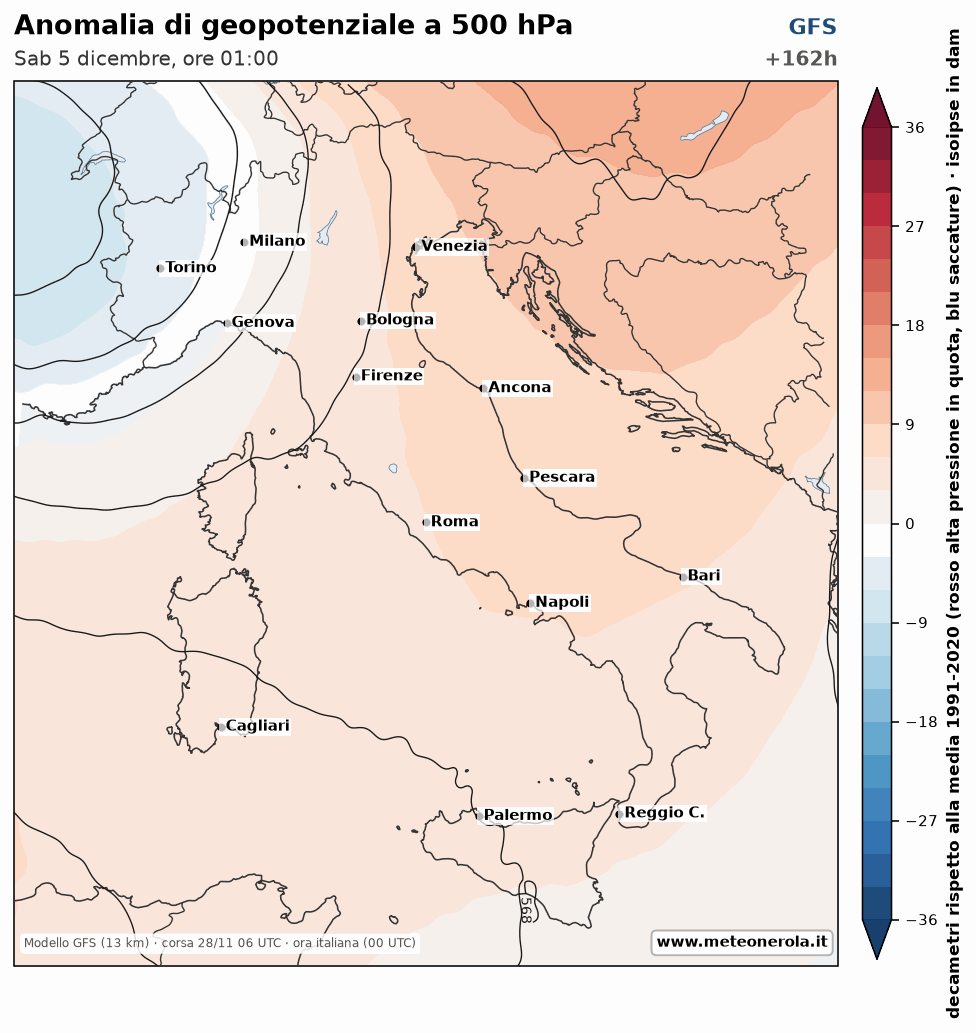 Anomalia di geopotenziale a 500 hPa
GFS
Sab 5 dicembre, ore 01:00
+162h
Milano
Venezia
Torino
Genova
Bologna
Firenze
Ancona
Pescara
Roma
Bari
Napoli
Cagliari
Palermo
Reggio C.
568
Modello GFS (13 km) · corsa 28/11 06 UTC · ora italiana (00 UTC)
www.meteonerola.it
36
27
18
9
0
−9
−18
−27
−36
decametri rispetto alla media 1991-2020 (rosso alta pressione in quota, blu saccature) · isoipse in dam